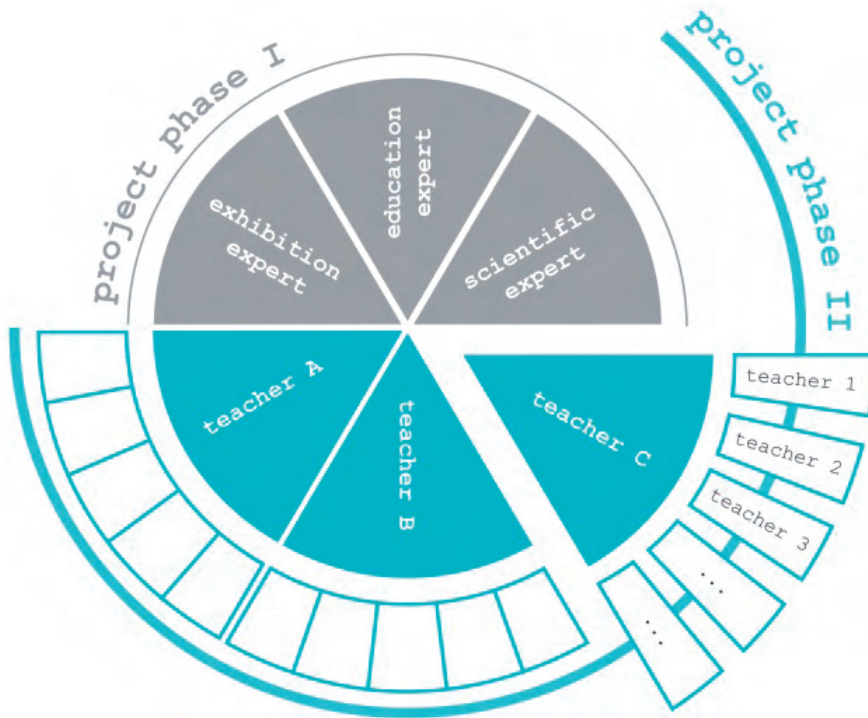 project phase I
project phase II
exhibition
expert
education
expert
scientific
expert
teacher A
teacher B
teacher C
teacher 1
teacher 2
teacher 3
...
...